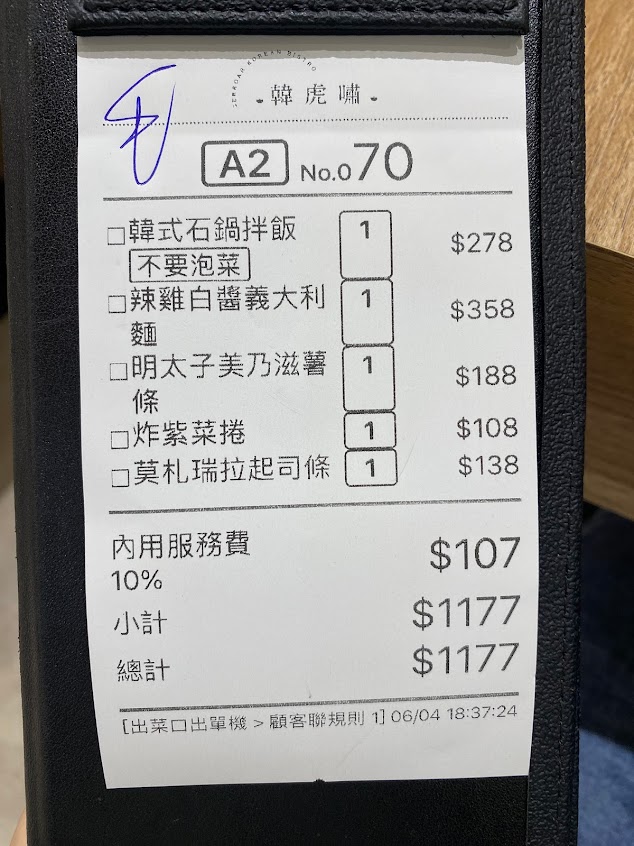 KOREAN BISTRO
韓虎嘯
A2 No.070
韓式石鍋拌飯 1 $278
不要泡菜
辣雞白醬義大利 1 $358
麵
明太子美乃滋薯 1 $188
條
炸紫菜捲 1 $108
莫札瑞拉起司條 1 $138
內用服務費 $107
10%
小計 $1177
總計 $1177
[出菜口出單機 > 顧客聯規則 1] 06/04 18:37:24